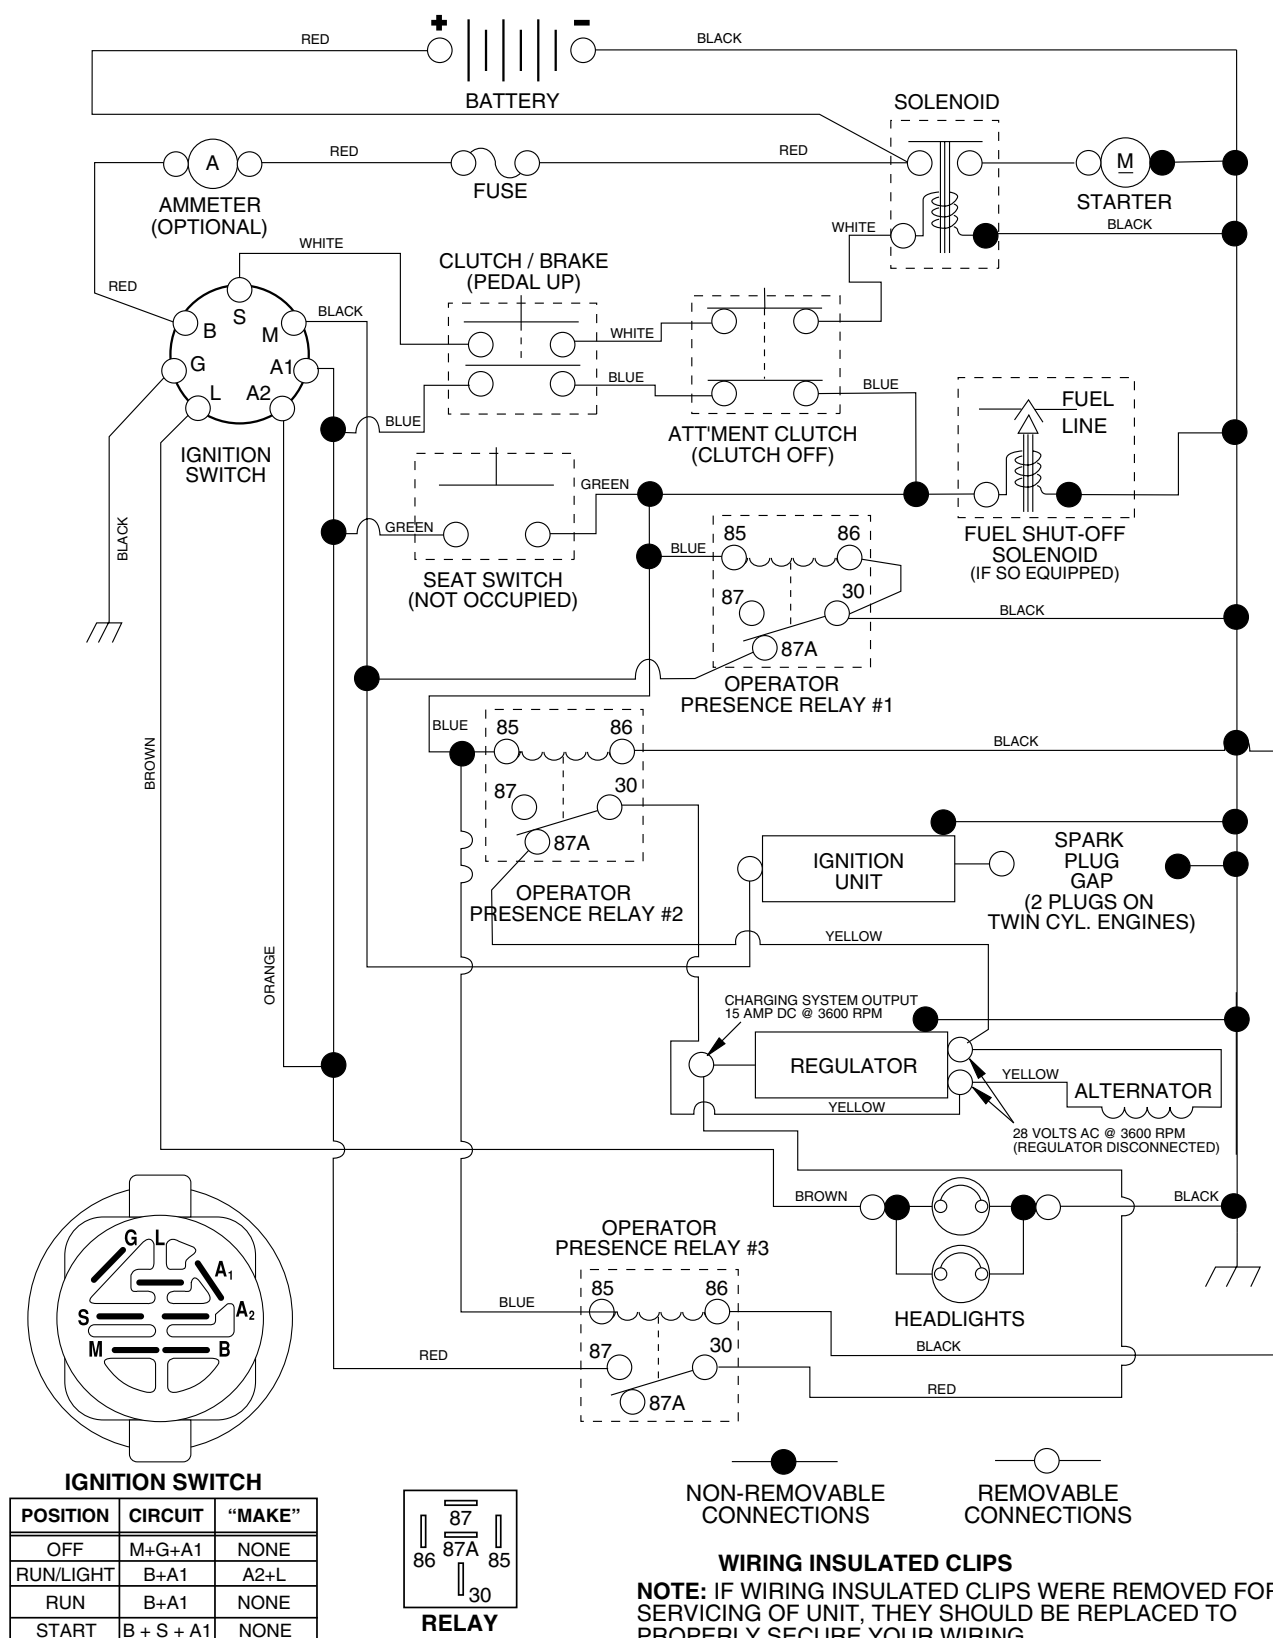 + -
RED
BLACK
BATTERY
SOLENOID
A
RED
RED
FUSE
M
AMMETER
(OPTIONAL)
STARTER
WHITE
BLACK
WHITE
CLUTCH / BRAKE
(PEDAL UP)
RED
S
BLACK
B
M
WHITE
G
A1
L
A2
BLUE
BLUE
BLUE
FUEL
LINE
IGNITION
SWITCH
ATT'MENT CLUTCH
(CLUTCH OFF)
GREEN
GREEN
BLACK
SEAT SWITCH
(NOT OCCUPIED)
BLUE
85
86
FUEL SHUT-OFF
SOLENOID
(IF SO EQUIPPED)
87
30
BLACK
87A
OPERATOR
PRESENCE RELAY #1
BLUE
85
86
BLACK
BROWN
87
30
87A
OPERATOR
PRESENCE RELAY #2
IGNITION
UNIT
SPARK
PLUG
GAP
(2 PLUGS ON
TWIN CYL. ENGINES)
YELLOW
ORANGE
CHARGING SYSTEM OUTPUT
15 AMP DC @ 3600 RPM
REGULATOR
YELLOW
ALTERNATOR
YELLOW
28 VOLTS AC @ 3600 RPM
(REGULATOR DISCONNECTED)
BROWN
BLACK
OPERATOR
PRESENCE RELAY #3
G L
A1
A2
S
M
B
BLUE
85
86
HEADLIGHTS
RED
87
30
BLACK
87A
RED
IGNITION SWITCH
POSITION CIRCUIT “MAKE”
OFF M+G+A1 NONE
RUN/LIGHT B+A1 A2+L
RUN B+A1 NONE
START B + S + A1 NONE
87
87A
86
85
30
RELAY
NON-REMOVABLE
CONNECTIONS
REMOVABLE
CONNECTIONS
WIRING INSULATED CLIPS
NOTE: IF WIRING INSULATED CLIPS WERE REMOVED FOR
SERVICING OF UNIT, THEY SHOULD BE REPLACED TO
PROPERLY SECURE YOUR WIRING